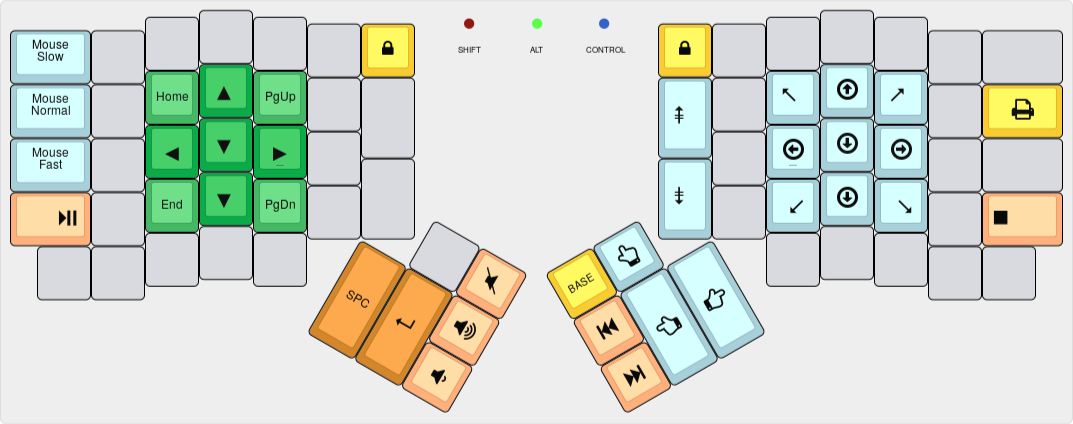 Mouse
Slow
SHIFT
ALT
CONTROL
Mouse
Normal
Home
PgUp
Mouse
Fast
End
PgDn
SPC
BASE